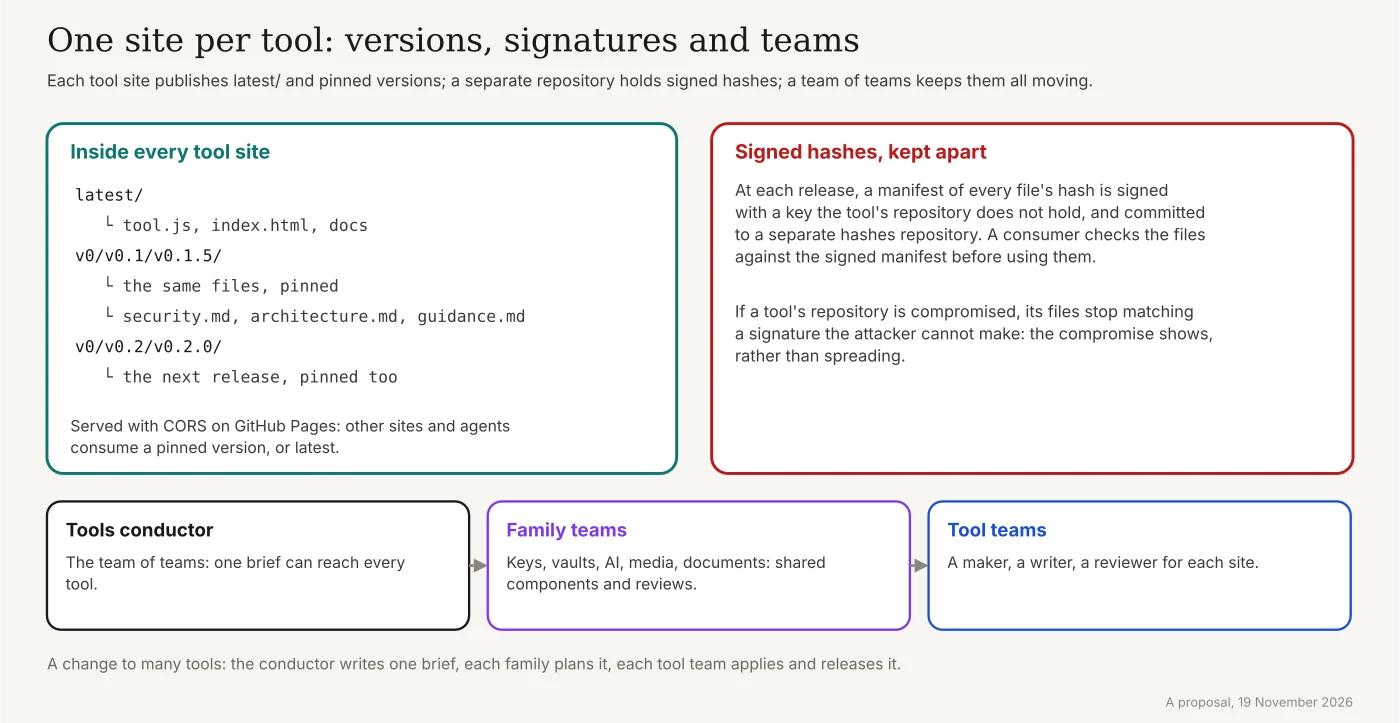 One site per tool: versions, signatures and teams
Each tool site publishes latest/ and pinned versions; a separate repository holds signed hashes; a team of teams keeps them all moving.
Inside every tool site
latest/
└ tool.js, index.html, docs
v0/v0.1/v0.1.5/
└ the same files, pinned
└ security.md, architecture.md, guidance.md
v0/v0.2/v0.2.0/
└ the next release, pinned too
Served with CORS on GitHub Pages: other sites and agents
consume a pinned version, or latest.
Signed hashes, kept apart
At each release, a manifest of every file's hash is signed
with a key the tool's repository does not hold, and committed
to a separate hashes repository. A consumer checks the files
against the signed manifest before using them.
If a tool's repository is compromised, its files stop matching
a signature the attacker cannot make: the compromise shows,
rather than spreading.
Tools conductor
The team of teams: one brief can reach every
tool.
Family teams
Keys, vaults, AI, media, documents: shared
components and reviews.
Tool teams
A maker, a writer, a reviewer for each site.
A change to many tools: the conductor writes one brief, each family plans it, each tool team applies and releases it.
A proposal, 19 November 2026